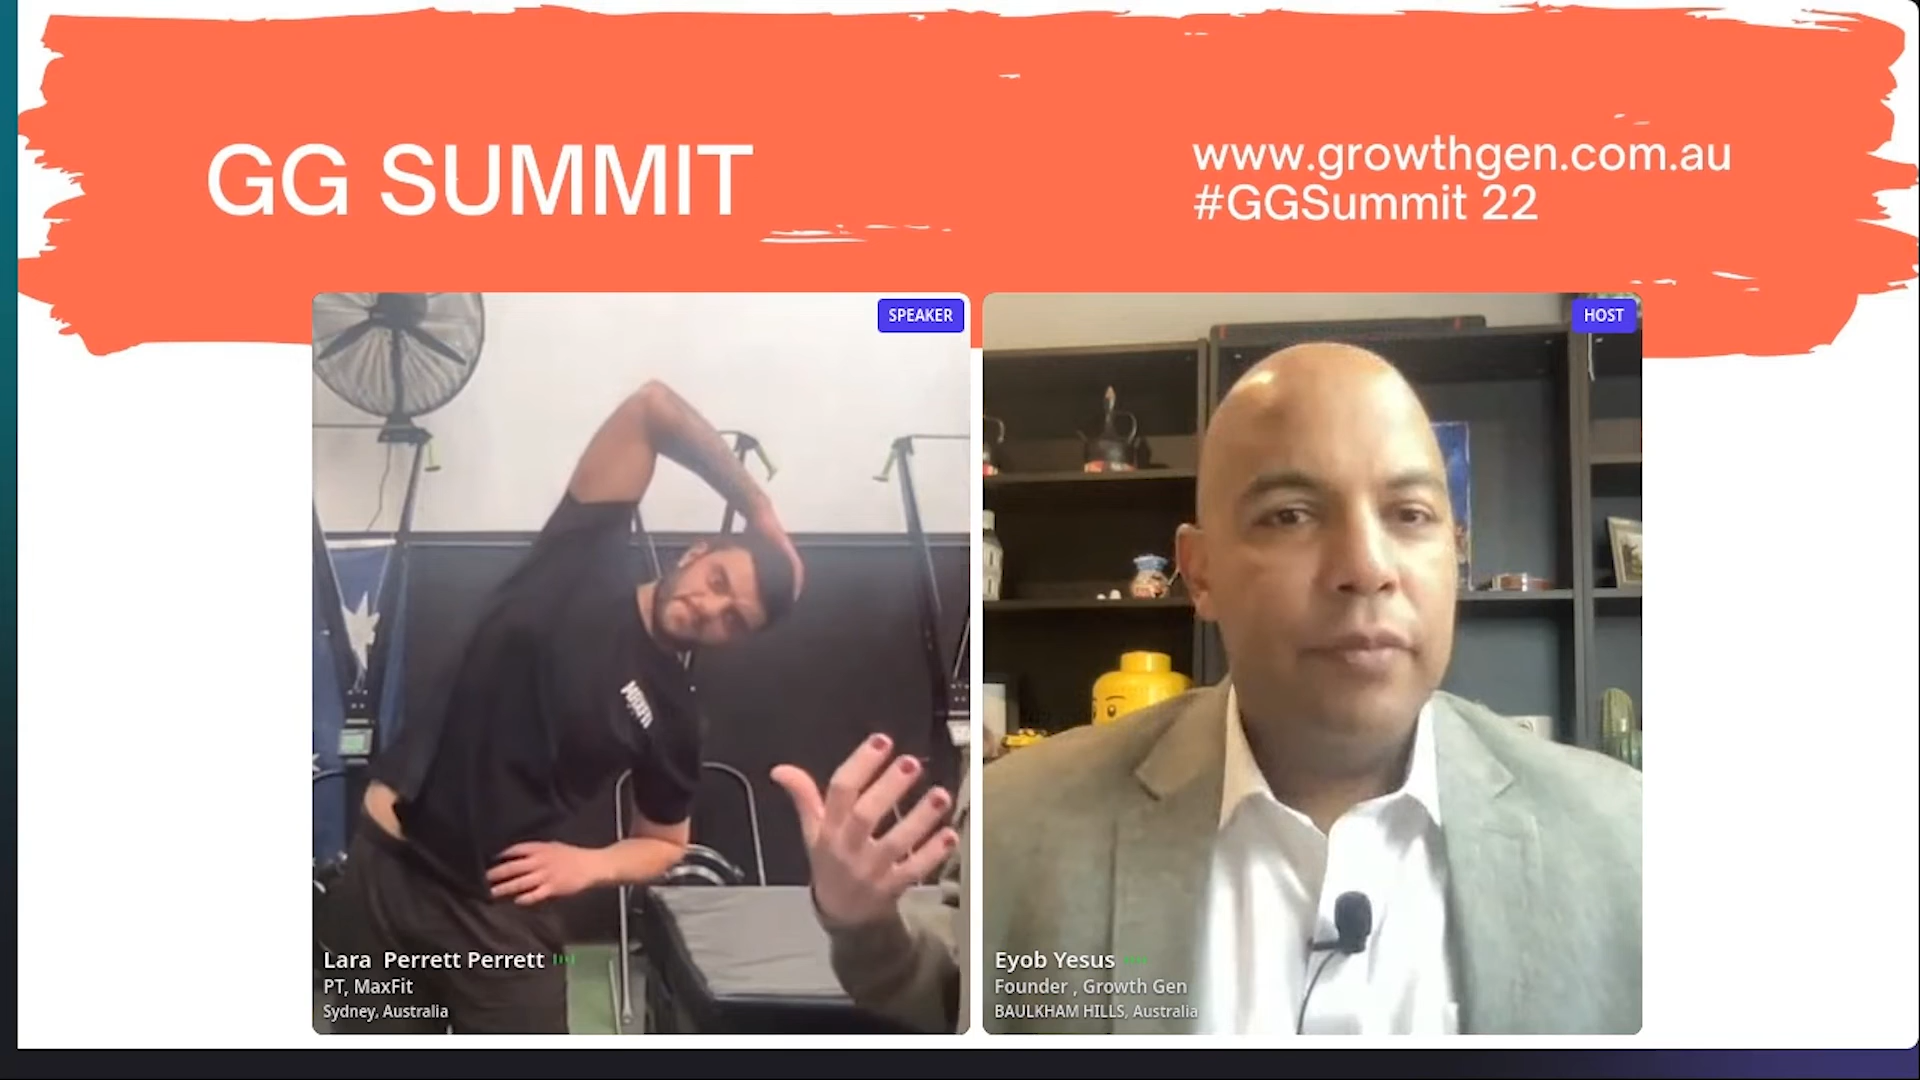 GG SUMMIT
www.growthgen.com.au
#GGSummit 22
SPEAKER
HOST
Lara  Perrett Perrett
PT, MaxFit
Sydney, Australia
Eyob Yesus
Founder , Growth Gen
BAULKHAM HILLS, Australia